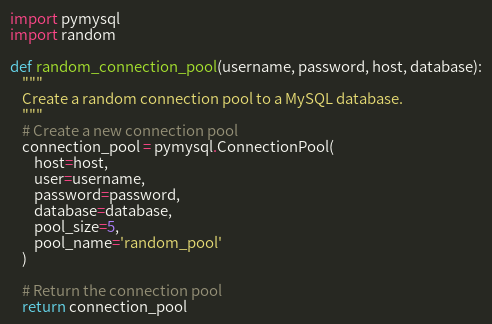 import pymysql
import random

def random_connection_pool(username, password, host, database):
    """
    Create a random connection pool to a MySQL database.
    """
    # Create a new connection pool
    connection_pool = pymysql.ConnectionPool(
        host=host,
        user=username,
        password=password,
        database=database,
        pool_size=5,
        pool_name='random_pool'
    )

    # Return the connection pool
    return connection_pool